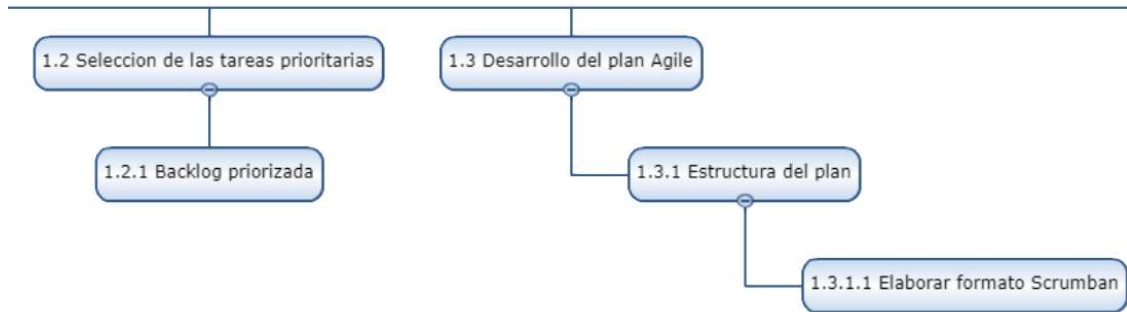 1.2 Seleccion de las tareas prioritarias
1.3 Desarrollo del plan Agile
1.2.1 Backlog priorizada
1.3.1 Estructura del plan
1.3.1.1 Elaborar formato Scrumban